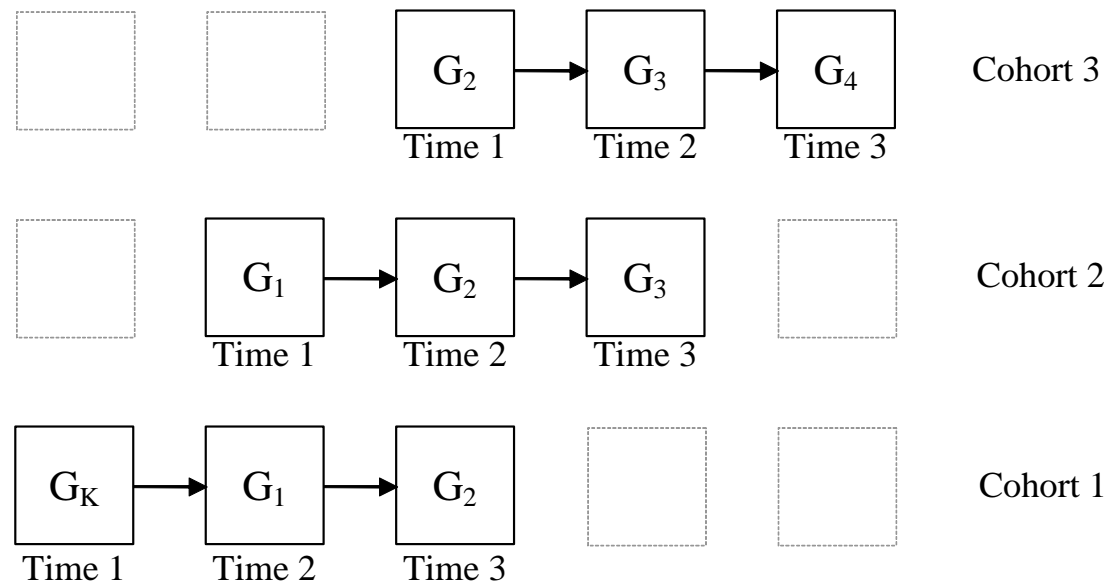 G₂ G₃ G₄ Cohort 3
Time 1 Time 2 Time 3
G₁ G₂ G₃ Cohort 2
Time 1 Time 2 Time 3
G_K G₁ G₂ Cohort 1
Time 1 Time 2 Time 3